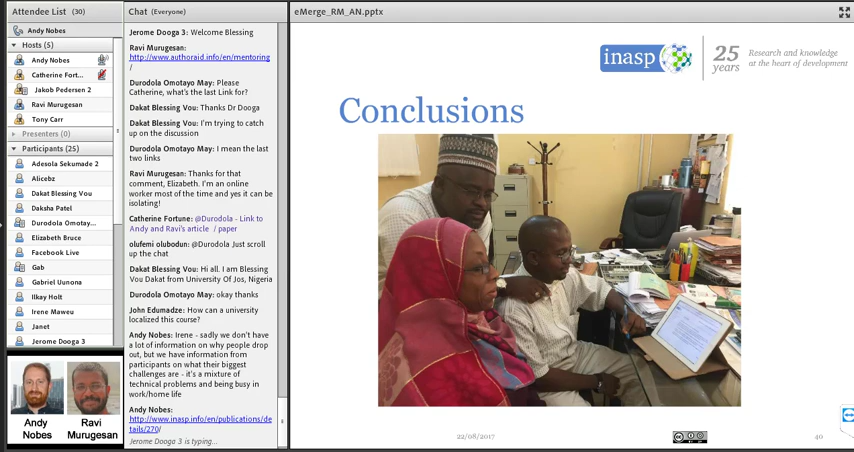 Attendee List (30)
Andy Nobes
Hosts (5)
Andy Nobes
Catherine Fort...
Jakob Pedersen 2
Ravi Murugesan
Tony Carr
Presenters (0)
Participants (25)
Adesola Sekumade 2
Alicebz
Dakat Blessing Vou
Daksha Patel
Durodola Omotay...
Elizabeth Bruce
Facebook Live
Gab
Gabriel Uunona
Ilkay Holt
Irene Maweu
Janet
Jerome Dooga 3
Andy
Nobes
Ravi
Murugesan
Chat (Everyone)
Jerome Dooga 3: Welcome Blessing
Ravi Murugesan:
http://www.authoraid.info/en/mentoring
/
Durodola Omotayo May: Please
Catherine, what's the last Link for?
Dakat Blessing Vou: Thanks Dr Dooga
Dakat Blessing Vou: I'm trying to catch
up on the discussion
Durodola Omotayo May: I mean the last
two links
Ravi Murugesan: Thanks for that
comment, Elizabeth. I'm an online
worker most of the time and yes it can be
isolating!
Catherine Fortune: @Durodola - Link to
Andy and Ravi's article / paper
olufemi olubodun: @Durodola Just scroll
up the chat
Dakat Blessing Vou: Hi all. I am Blessing
Vou Dakat from University Of Jos, Nigeria
Durodola Omotayo May: okay thanks
John Edumadze: How can a university
localized this course?
Andy Nobes: Irene - sadly we don't have
a lot of information on why people drop
out, but we have information from
participants on what their biggest
challenges are - it's a mixture of
technical problems and being busy in
work/home life
Andy Nobes:
http://www.inasp.info/en/publications/de
tails/270/
Jerome Dooga 3 is typing...
eMerge_RM_AN.pptx
inasp
25
years
Research and knowledge
at the heart of development
Conclusions
22/08/2017
40